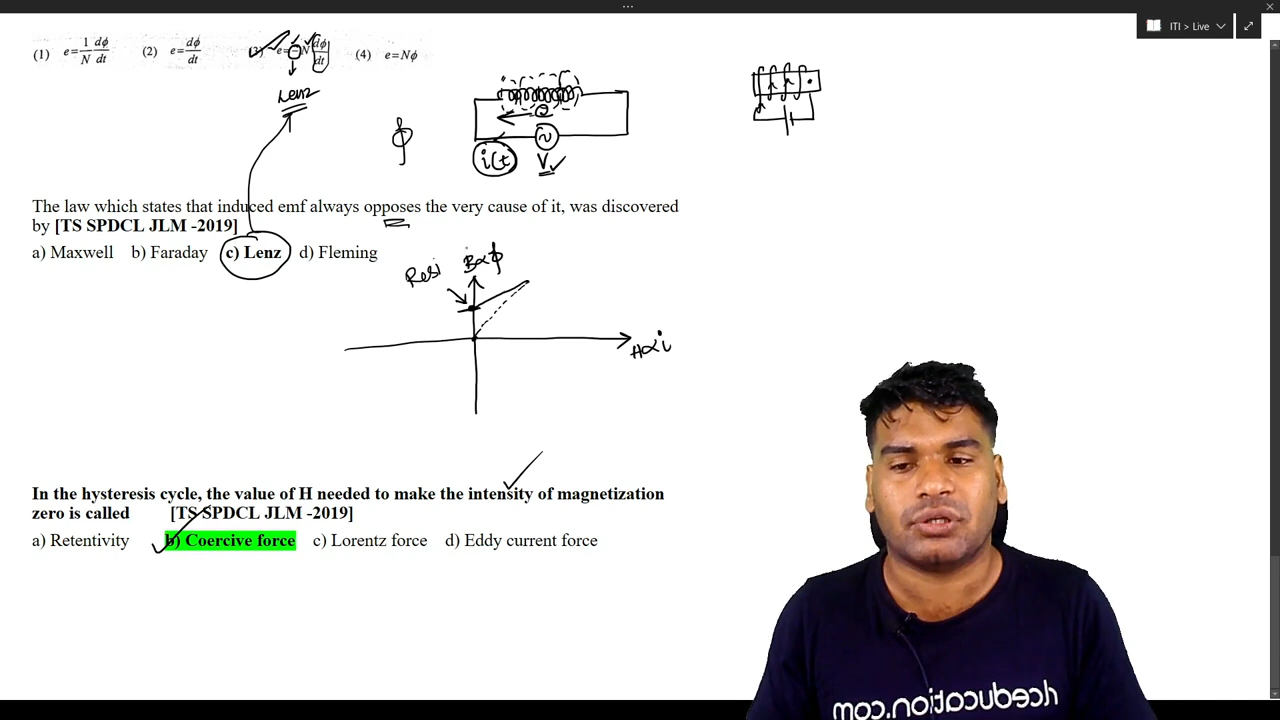 ITI > Live
(1) e = 1/N dϕ/dt (2) e = dϕ/dt (3) e = - N dϕ/dt (4) e = Nϕ
Lenz
ϕ
i(t)
V
The law which states that induced emf always opposes the very cause of it, was discovered
by [TS SPDCL JLM -2019]
a) Maxwell b) Faraday c) Lenz d) Fleming
Resi B∝ϕ
H∝i
In the hysteresis cycle, the value of H needed to make the intensity of magnetization
zero is called [TS SPDCL JLM -2019]
a) Retentivity b) Coercive force c) Lorentz force d) Eddy current force